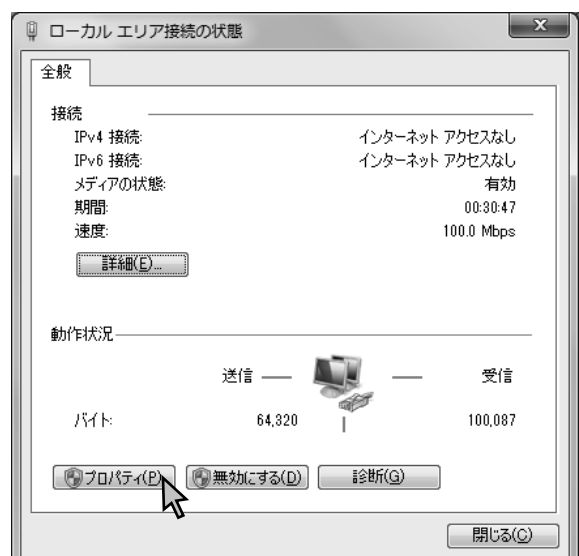 ローカル エリア接続の状態
全般
接続
IPv4 接続: インターネット アクセスなし
IPv6 接続: インターネット アクセスなし
メディアの状態: 有効
期間: 00:30:47
速度: 100.0 Mbps
詳細(E)...
動作状況
送信 受信
バイト: 64,320 100,087
プロパティ(P) 無効にする(D) 診断(G)
閉じる(C)